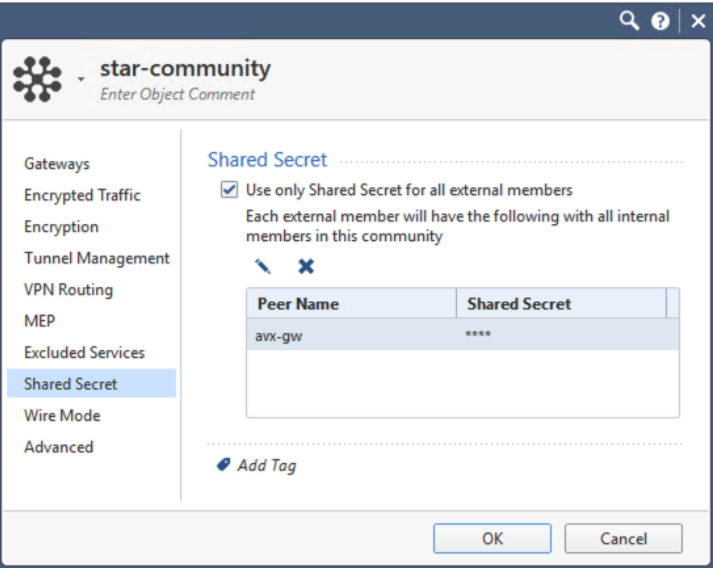 star-community
Enter Object Comment
Gateways
Encrypted Traffic
Encryption
Tunnel Management
VPN Routing
MEP
Excluded Services
Shared Secret
Wire Mode
Advanced
Shared Secret
Use only Shared Secret for all external members
Each external member will have the following with all internal
members in this community
Peer Name Shared Secret
avx-gw ****
Add Tag
OK Cancel